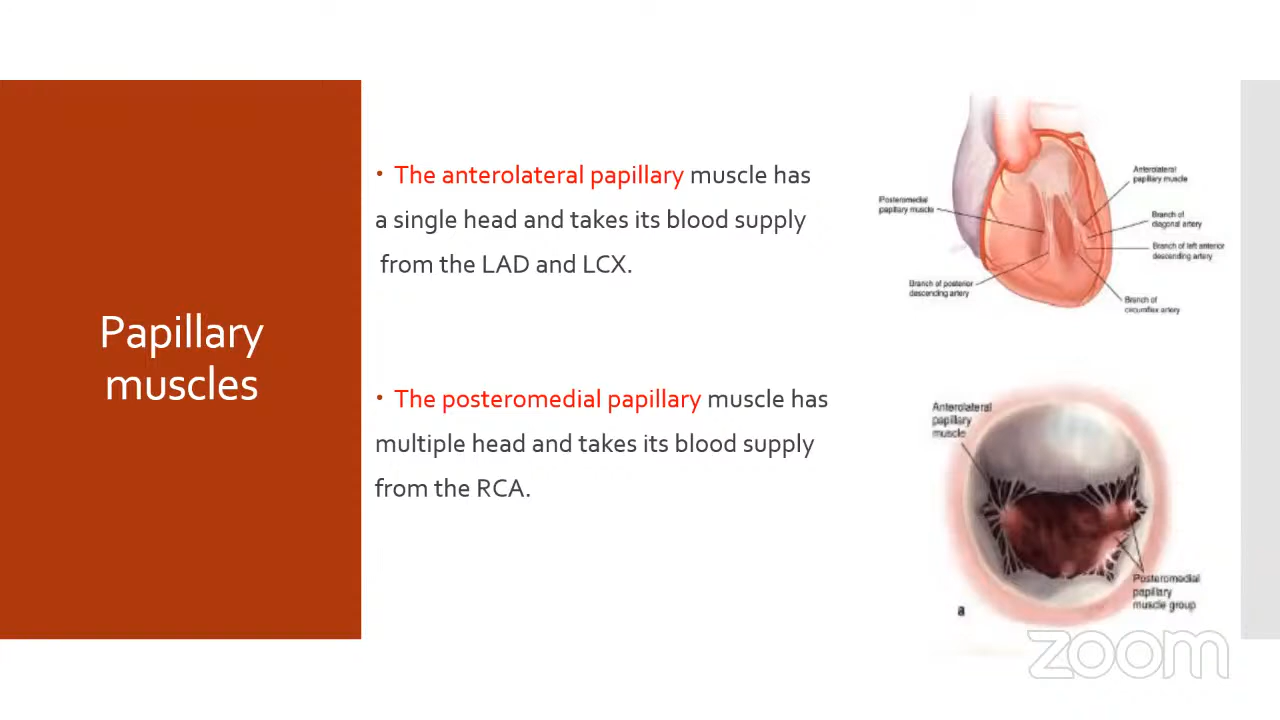 Papillary
muscles
• The anterolateral papillary muscle has
a single head and takes its blood supply
from the LAD and LCX.
• The posteromedial papillary muscle has
multiple head and takes its blood supply
from the RCA.
Anterolateral
papillary muscle
Posteromedial
papillary muscle
Branch of
diagonal artery
Branch of left anterior
descending artery
Branch of posterior
descending artery
Branch of
circumflex artery
Anterolateral
papillary
muscle
Posteromedial
papillary
muscle group
a
zoom